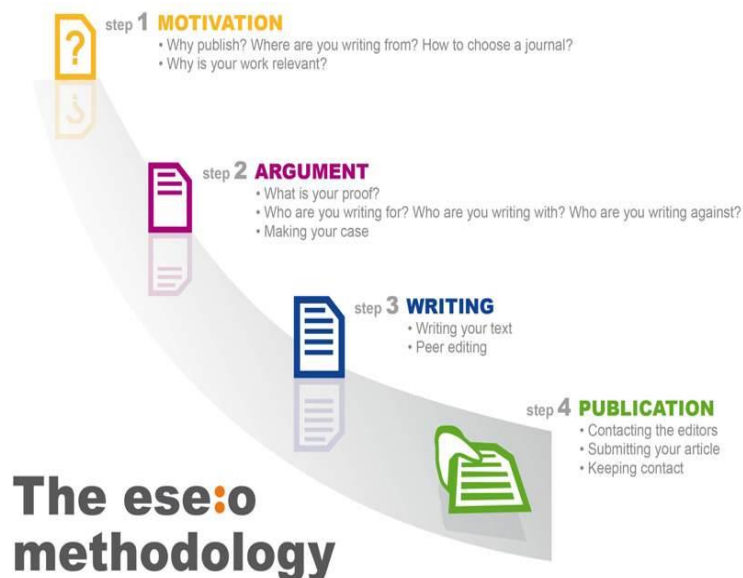 step 1 MOTIVATION
• Why publish? Where are you writing from? How to choose a journal?
• Why is your work relevant?
step 2 ARGUMENT
• What is your proof?
• Who are you writing for? Who are you writing with? Who are you writing against?
• Making your case
step 3 WRITING
• Writing your text
• Peer editing
step 4 PUBLICATION
• Contacting the editors
• Submitting your article
• Keeping contact
The ese:o
methodology